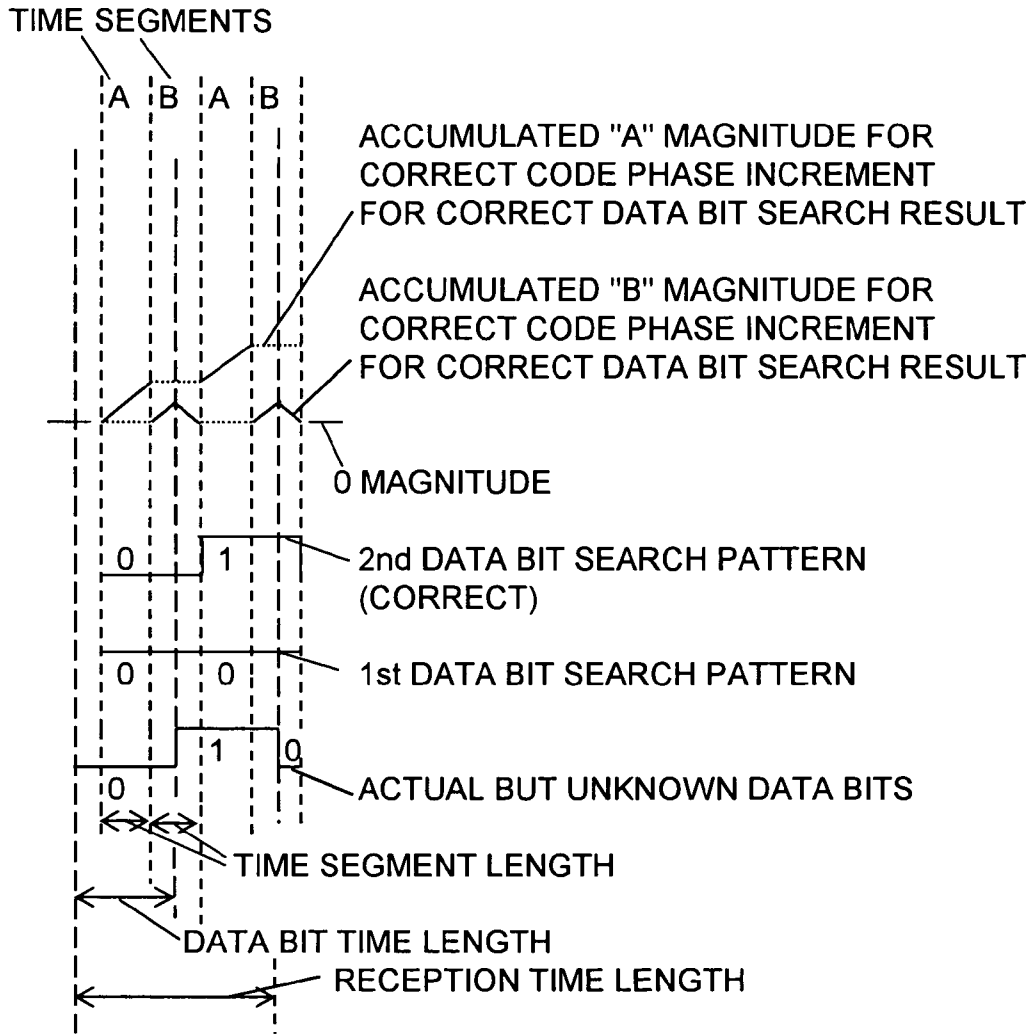 TIME SEGMENTS
A B A B
ACCUMULATED "A" MAGNITUDE FOR
CORRECT CODE PHASE INCREMENT
FOR CORRECT DATA BIT SEARCH RESULT
ACCUMULATED "B" MAGNITUDE FOR
CORRECT CODE PHASE INCREMENT
FOR CORRECT DATA BIT SEARCH RESULT
0 MAGNITUDE
0 1
2nd DATA BIT SEARCH PATTERN
(CORRECT)
0 0
1st DATA BIT SEARCH PATTERN
1 0
0
ACTUAL BUT UNKNOWN DATA BITS
TIME SEGMENT LENGTH
DATA BIT TIME LENGTH
RECEPTION TIME LENGTH